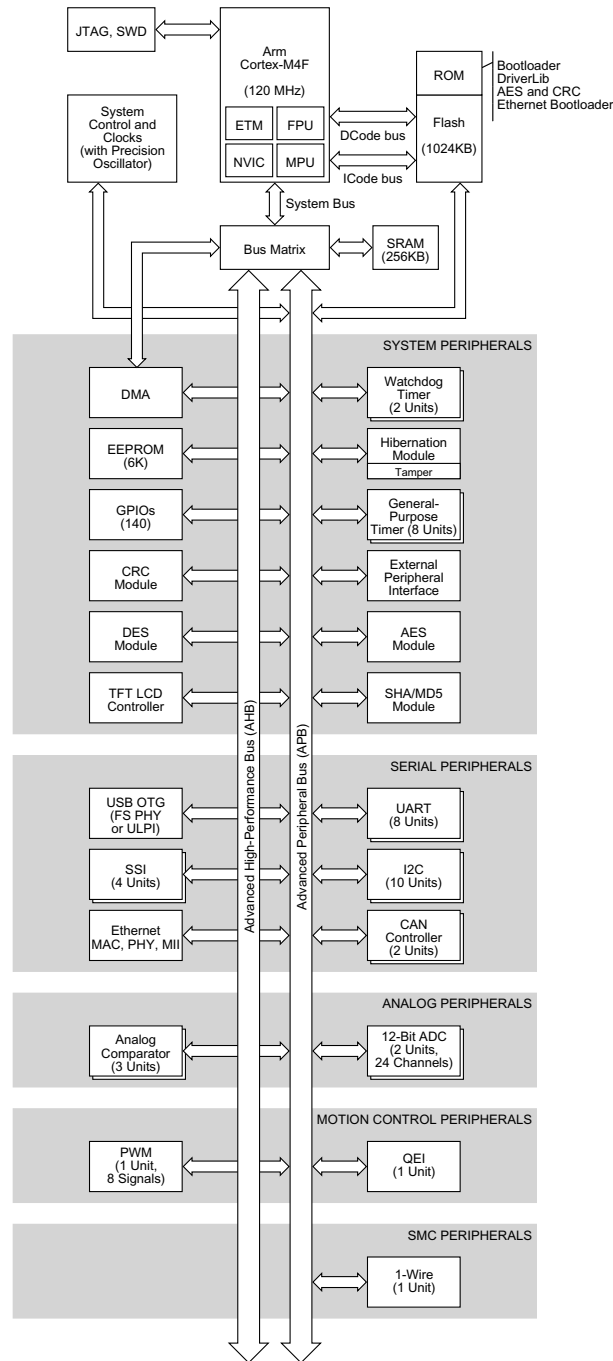 JTAG, SWD
Arm
Cortex-M4F
(120 MHz)
ETM
FPU
NVIC
MPU
System
Control and
Clocks
(with Precision
Oscillator)
ROM
Flash
(1024KB)
Bootloader
DriverLib
AES and CRC
Ethernet Bootloader
DCode bus
ICode bus
System Bus
Bus Matrix
SRAM
(256KB)
SYSTEM PERIPHERALS
DMA
Watchdog
Timer
(2 Units)
EEPROM
(6K)
Hibernation
Module
Tamper
GPIOs
(140)
General-
Purpose
Timer (8 Units)
CRC
Module
External
Peripheral
Interface
DES
Module
AES
Module
TFT LCD
Controller
SHA/MD5
Module
Advanced High-Performance Bus (AHB)
Advanced Peripheral Bus (APB)
SERIAL PERIPHERALS
USB OTG
(FS PHY
or ULPI)
UART
(8 Units)
SSI
(4 Units)
I2C
(10 Units)
Ethernet
MAC, PHY, MII
CAN
Controller
(2 Units)
ANALOG PERIPHERALS
Analog
Comparator
(3 Units)
12-Bit ADC
(2 Units,
24 Channels)
MOTION CONTROL PERIPHERALS
PWM
(1 Unit,
8 Signals)
QEI
(1 Unit)
SMC PERIPHERALS
1-Wire
(1 Unit)